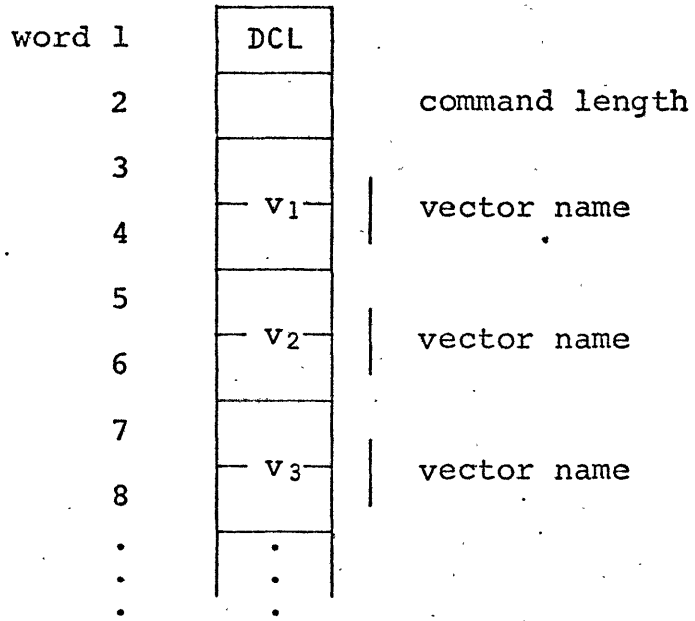 word 1 DCL
2 command length
3
v1 vector name
4
5
v2 vector name
6
7
v3 vector name
8